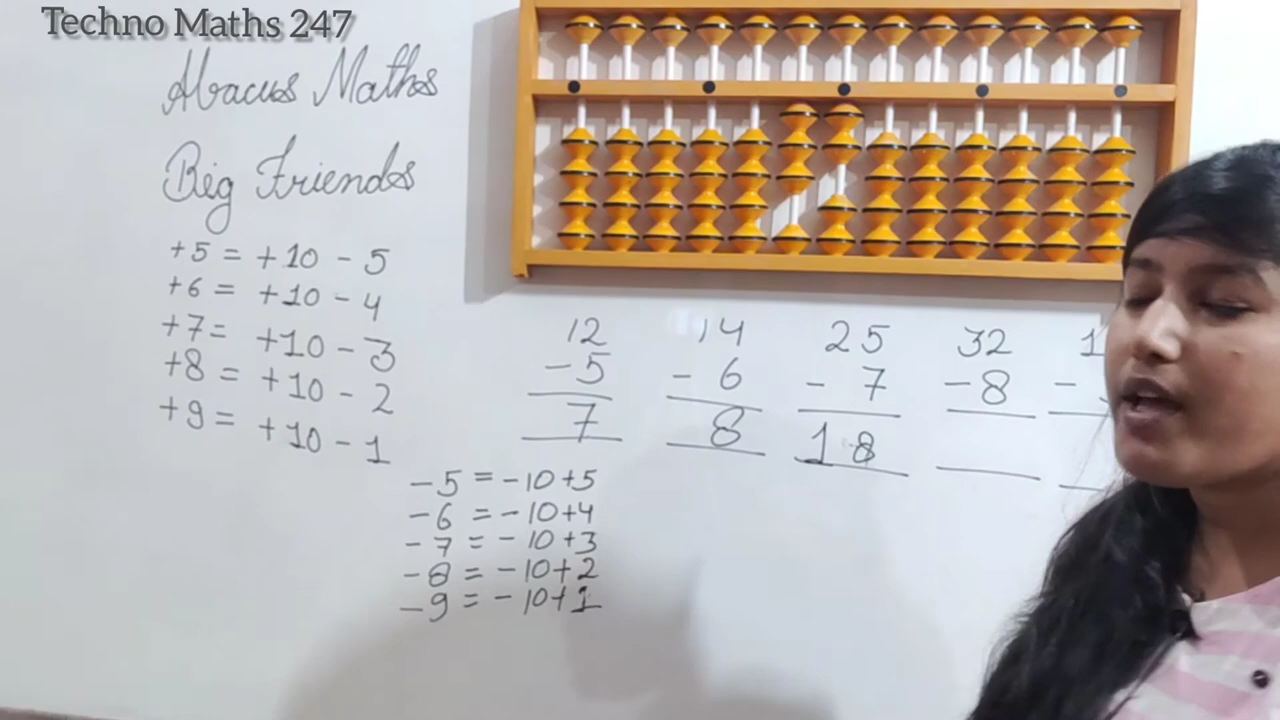 Techno Maths 247
Abacus Maths
Big Friends
+5 = +10 - 5
+6 = +10 - 4
+7 = +10 - 3
+8 = +10 - 2
+9 = +10 - 1
12 14 25 32 1
-5 - 6 - 7 -8 -
7 8 18
-5 = -10+5
-6 = -10+4
-7 = -10+3
-8 = -10+2
-9 = -10+1